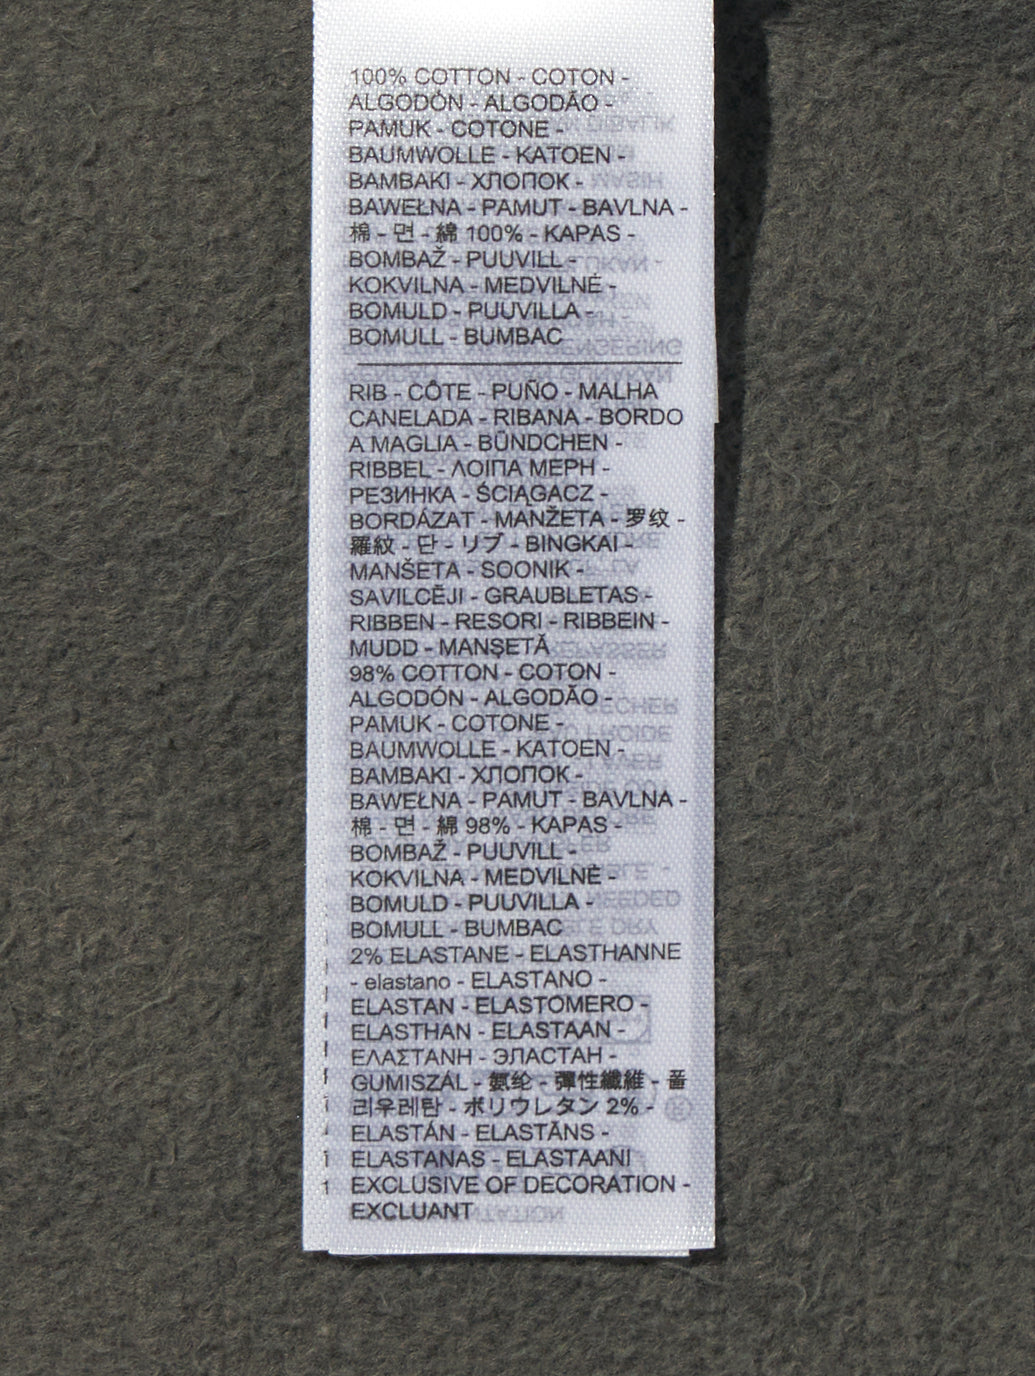 100% COTTON - COTON -
ALGODÓN - ALGODÃO -
PAMUK - COTONE -
BAUMWOLLE - KATOEN -
BAMBAKI - ХЛОПОК -
BAWEŁNA - PAMUT - BAVLNA -
棉 - 면 - 綿 100% - KAPAS -
BOMBAŽ - PUUVILL -
KOKVILNA - MEDVILNĖ -
BOMULD - PUUVILLA -
BOMULL - BUMBAC
RIB - CÔTE - PUÑO - MALHA
CANELADA - RIBANA - BORDO
A MAGLIA - BÜNDCHEN -
RIBBEL - ΛΟΙΠΑ ΜΕΡΗ -
РЕЗИНКА - ŚCIĄGACZ -
BORDÁZAT - MANŽETA - 罗纹 -
羅紋 - 단 - リブ - BINGKAI -
MANŠETA - SOONIK -
SAVILCĒJI - GRAUBLETAS -
RIBBEN - RESORI - RIBBEIN -
MUDD - MANȘETĂ
98% COTTON - COTON -
ALGODÓN - ALGODÃO -
PAMUK - COTONE -
BAUMWOLLE - KATOEN -
BAMBAKI - ХЛОПОК -
BAWEŁNA - PAMUT - BAVLNA -
棉 - 면 - 綿 98% - KAPAS -
BOMBAŽ - PUUVILL -
KOKVILNA - MEDVILNĖ -
BOMULD - PUUVILLA -
BOMULL - BUMBAC
2% ELASTANE - ELASTHANNE
- elastano - ELASTANO -
ELASTAN - ELASTOMERO -
ELASTHAN - ELASTAAN -
ΕΛΑΣΤΑΝΗ - ЭЛАСТАН -
GUMISZÁL - 氨纶 - 彈性纖維 - 폴
리우레탄 - ポリウレタン 2% -
ELASTÁN - ELASTĀNS -
ELASTANAS - ELASTAANI
EXCLUSIVE OF DECORATION -
EXCLUANT